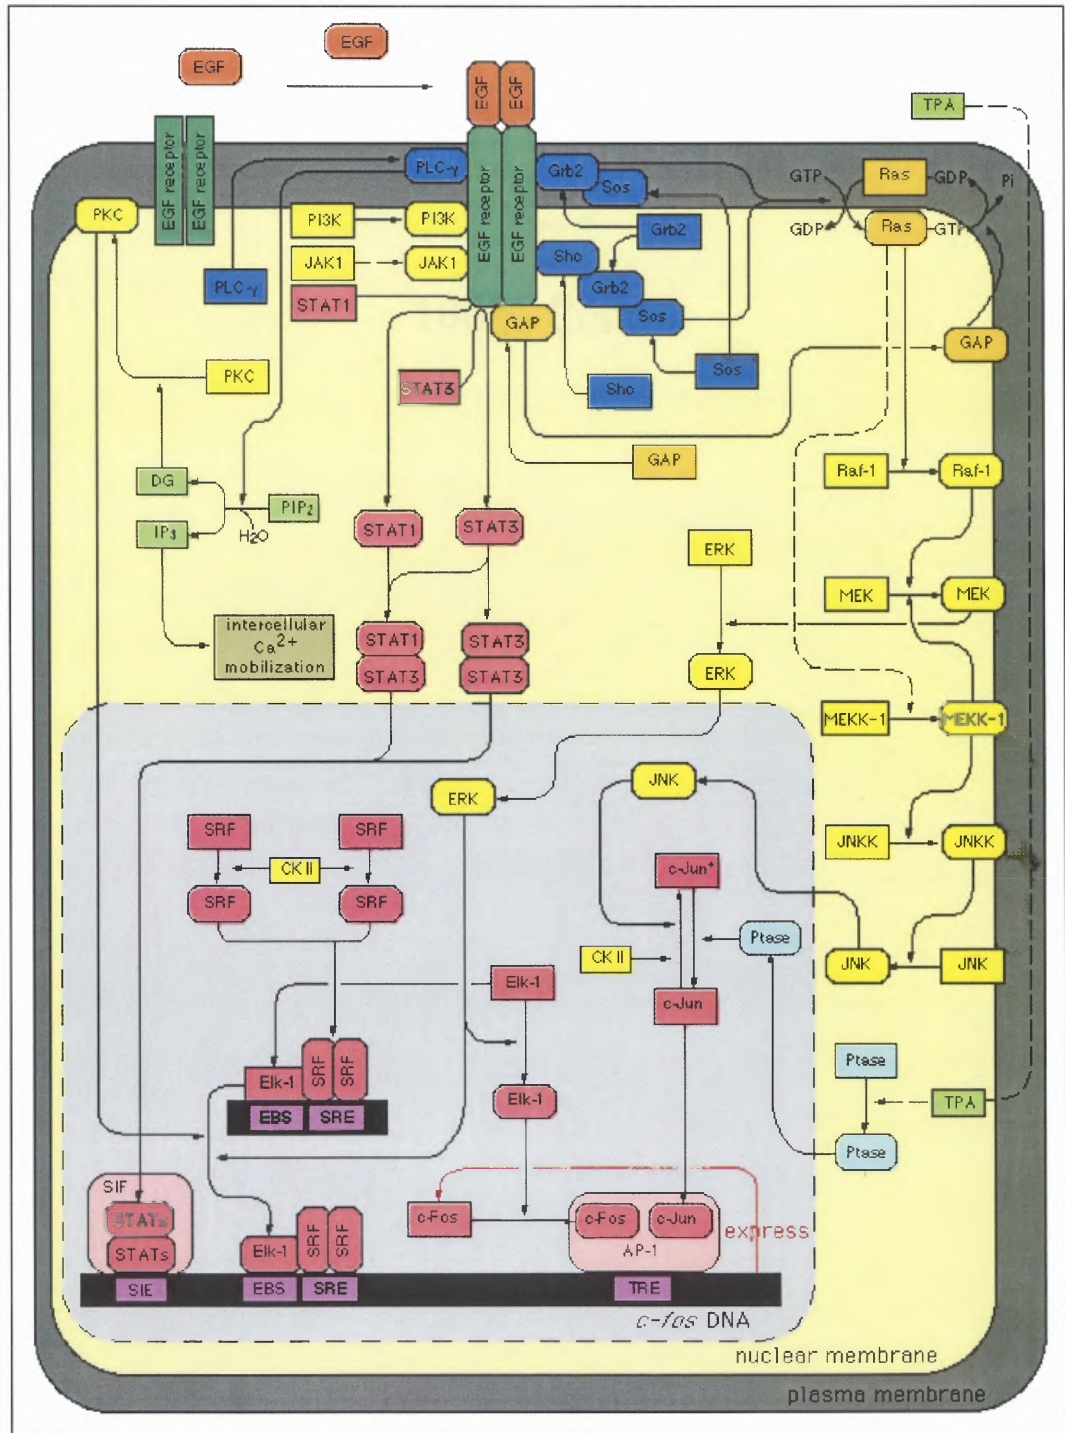 EGF
EGF
EGF
EGF
TPA
EGF receptor
EGF receptor
EGF receptor
EGF receptor
PLC-γ
Grb2
Sos
GTP
Ras
GDP
Pi
PKC
PI3K
PI3K
Grb2
GDP
Ras
GTP
JAK1
JAK1
Shc
PLC-γ
Grb2
STAT1
GAP
Sos
GAP
PKC
STAT3
Shc
Sos
GAP
Raf-1
Raf-1
DG
PIP2
IP3
H2O
STAT1
STAT3
ERK
MEK
MEK
intercellular
Ca2+
mobilization
STAT1
STAT3
STAT3
STAT3
ERK
MEKK-1
MEKK-1
ERK
JNK
SRF
SRF
CK II
JNKK
JNKK
c-Jun*
SRF
SRF
Ptase
CK II
JNK
JNK
Elk-1
c-Jun
SRF
SRF
Elk-1
Ptase
EBS
SRE
Elk-1
TPA
Ptase
SIF
STATs
STATs
Elk-1
SRF
SRF
c-Fos
c-Fos
c-Jun
AP-1
express
SIE
EBS
SRE
TRE
c-fos DNA
nuclear membrane
plasma membrane